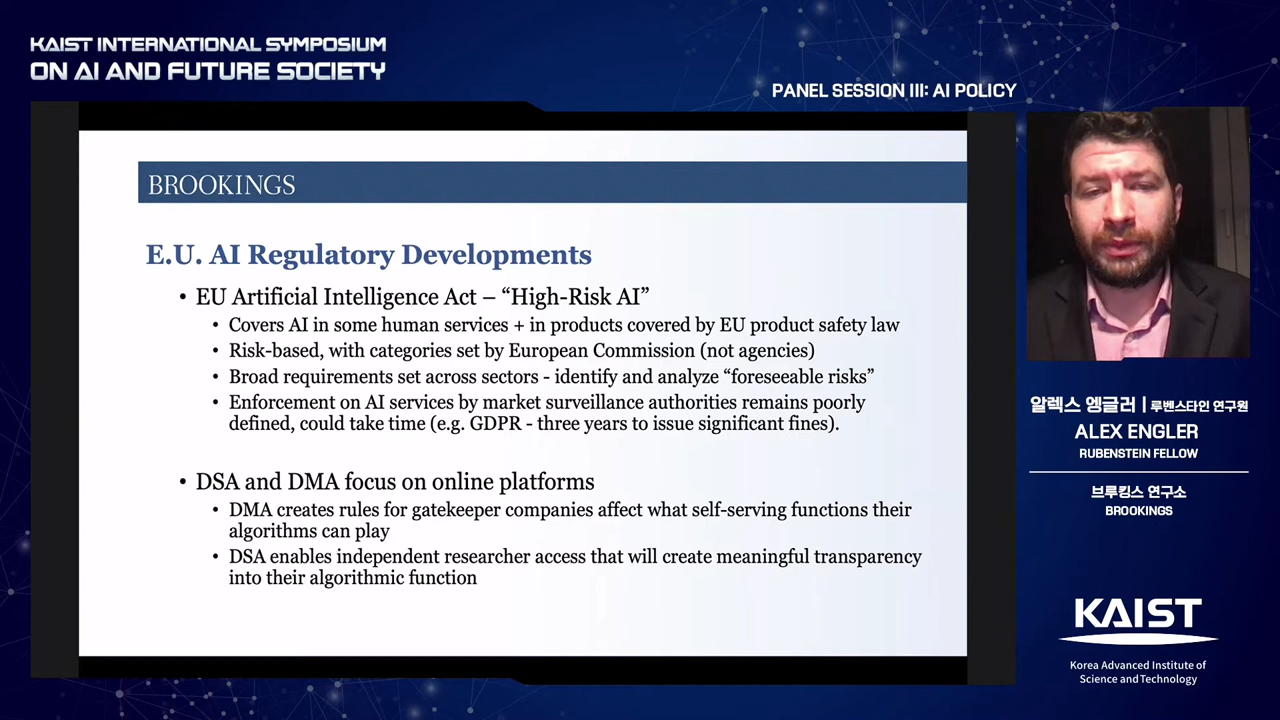 KAIST INTERNATIONAL SYMPOSIUM
ON AI AND FUTURE SOCIETY
PANEL SESSION III: AI POLICY
BROOKINGS
E.U. AI Regulatory Developments
• EU Artificial Intelligence Act – “High-Risk AI”
• Covers AI in some human services + in products covered by EU product safety law
• Risk-based, with categories set by European Commission (not agencies)
• Broad requirements set across sectors - identify and analyze “foreseeable risks”
• Enforcement on AI services by market surveillance authorities remains poorly
defined, could take time (e.g. GDPR - three years to issue significant fines).
• DSA and DMA focus on online platforms
• DMA creates rules for gatekeeper companies affect what self-serving functions their
algorithms can play
• DSA enables independent researcher access that will create meaningful transparency
into their algorithmic function
알렉스 엥글러 | 루벤스타인 연구원
ALEX ENGLER
RUBENSTEIN FELLOW
브루킹스 연구소
BROOKINGS
KAIST
Korea Advanced Institute of
Science and Technology